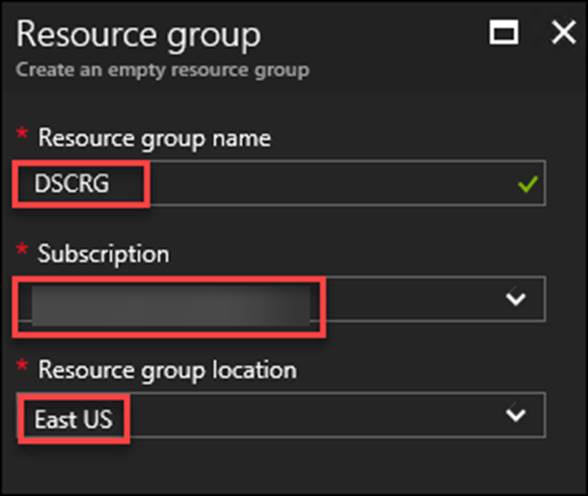 Resource group
Create an empty resource group
* Resource group name
DSCRG
* Subscription
* Resource group location
East US